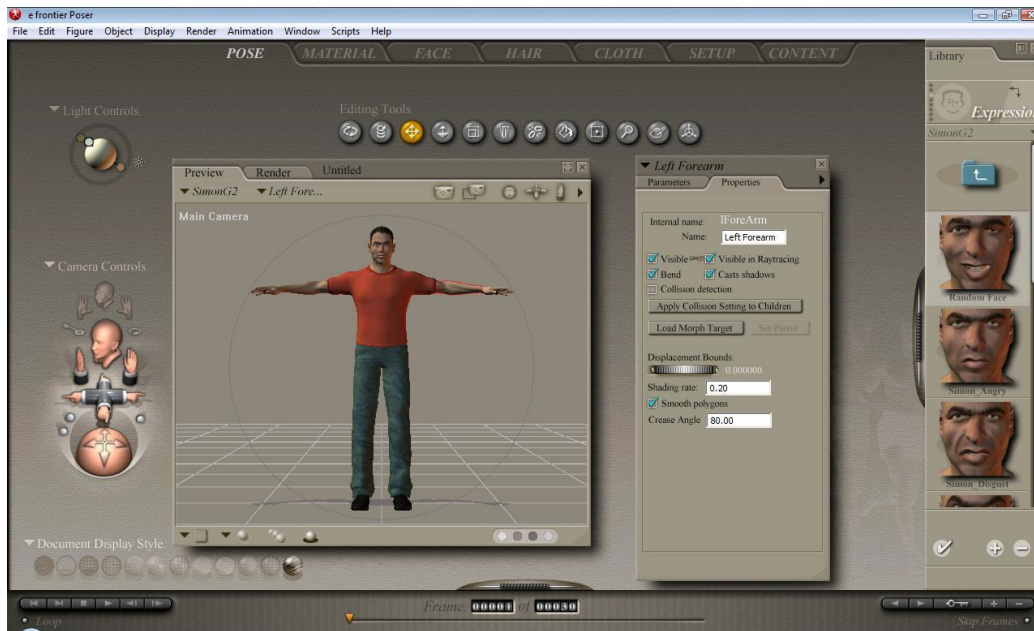 e frontier Poser
File Edit Figure Object Display Render Animation Window Scripts Help
POSE MATERIAL FACE HAIR CLOTH SETUP CONTENT
Library
Light Controls.
Editing Tools.
Expression
SimonG2
Preview Render Untitled
SimonG2 Left Fore...
Main Camera
Left Forearm
Parameters Properties
Internal name: lForeArm
Name: Left Forearm
Visible Visible in Raytracing
Bend Casts shadows
Collision detection
Apply Collision Setting to Children
Load Morph Target Set Parent
Displacement Bounds:
0.000000
Shading rate: 0.20
Smooth polygons
Crease Angle 80.00
Camera Controls.
Random Face
Simon_Angry
Simon_Disgust
Document Display Style.
Frame: 00001 of 00030
Loop
Skip Frames